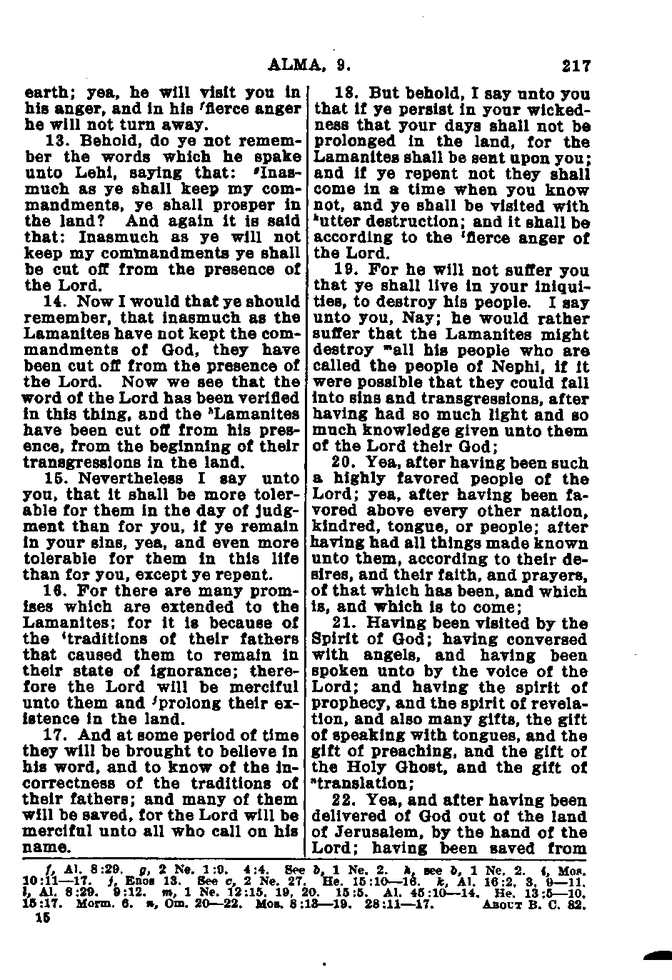 ALMA, 9. 217
earth; yea, he will visit you in
his anger, and in his ᶠfierce anger
he will not turn away.
13. Behold, do ye not remem-
ber the words which he spake
unto Lehi, saying that: ᵍInas-
much as ye shall keep my com-
mandments, ye shall prosper in
the land? And again it is said
that: Inasmuch as ye will not
keep my commandments ye shall
be cut off from the presence of
the Lord.
14. Now I would that ye should
remember, that inasmuch as the
Lamanites have not kept the com-
mandments of God, they have
been cut off from the presence of
the Lord. Now we see that the
word of the Lord has been verified
in this thing, and the ʰLamanites
have been cut off from his pres-
ence, from the beginning of their
transgressions in the land.
15. Nevertheless I say unto
you, that it shall be more toler-
able for them in the day of judg-
ment than for you, if ye remain
in your sins, yea, and even more
tolerable for them in this life
than for you, except ye repent.
16. For there are many prom-
ises which are extended to the
Lamanites; for it is because of
the ⁱtraditions of their fathers
that caused them to remain in
their state of ignorance; there-
fore the Lord will be merciful
unto them and ʲprolong their ex-
istence in the land.
17. And at some period of time
they will be brought to believe in
his word, and to know of the in-
correctness of the traditions of
their fathers; and many of them
will be saved, for the Lord will be
merciful unto all who call on his
name.
18. But behold, I say unto you
that if ye persist in your wicked-
ness that your days shall not be
prolonged in the land, for the
Lamanites shall be sent upon you;
and if ye repent not they shall
come in a time when you know
not, and ye shall be visited with
ᵏutter destruction; and it shall be
according to the ˡfierce anger of
the Lord.
19. For he will not suffer you
that ye shall live in your iniqui-
ties, to destroy his people. I say
unto you, Nay; he would rather
suffer that the Lamanites might
destroy ᵐall his people who are
called the people of Nephi, if it
were possible that they could fall
into sins and transgressions, after
having had so much light and so
much knowledge given unto them
of the Lord their God;
20. Yea, after having been such
a highly favored people of the
Lord; yea, after having been fa-
vored above every other nation,
kindred, tongue, or people; after
having had all things made known
unto them, according to their de-
sires, and their faith, and prayers,
of that which has been, and which
is, and which is to come;
21. Having been visited by the
Spirit of God; having conversed
with angels, and having been
spoken unto by the voice of the
Lord; and having the spirit of
prophecy, and the spirit of revela-
tion, and also many gifts, the gift
of speaking with tongues, and the
gift of preaching, and the gift of
the Holy Ghost, and the gift of
ⁿtranslation;
22. Yea, and after having been
delivered of God out of the land
of Jerusalem, by the hand of the
Lord; having been saved from
f, Al. 8:29. g, 2 Ne. 1:9. 4:4. See b, 1 Ne. 2. h, see b, 1 Ne. 2. i, Mos.
10:11—17. j, Enos 13. See c, 2 Ne. 27. He. 15:10—16. k, Al. 16:2, 3, 9—11.
l, Al. 8:29. 9:12. m, 1 Ne. 12:15, 19, 20. 15:5. Al. 45:10—14. He. 13:5—10.
15:17. Morm. 6. n, Om. 20—22. Mos. 8:13—19. 28:11—17. ABOUT B. C. 82.
15